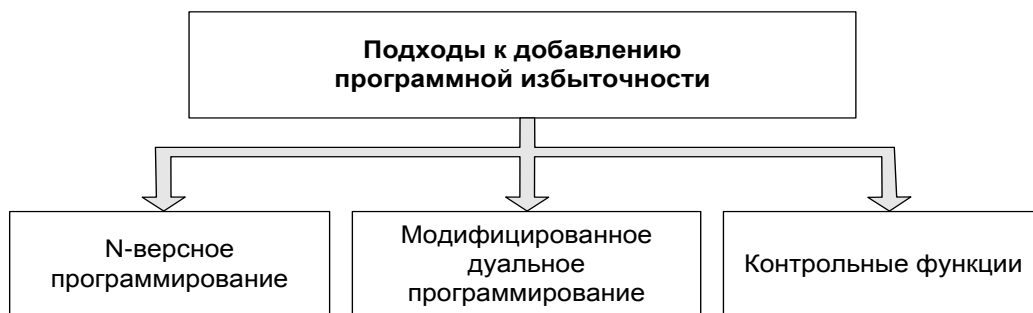 Подходы к добавлению
программной избыточности
N-версное
программирование
Модифицированное
дуальное
программирование
Контрольные функции